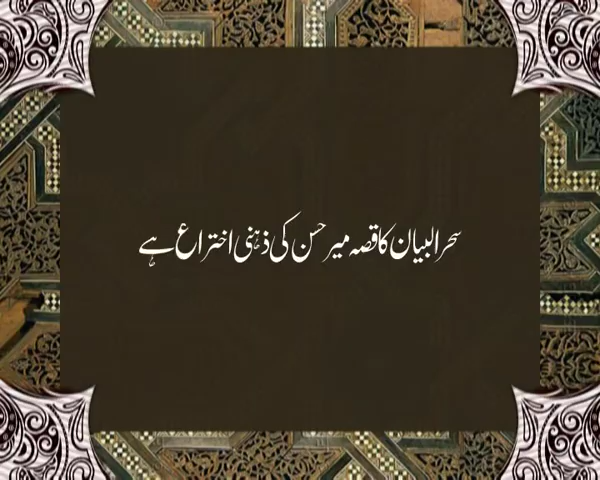 سحرالبیان کا قصہ میر حسن کی ذہنی اختراع ہے